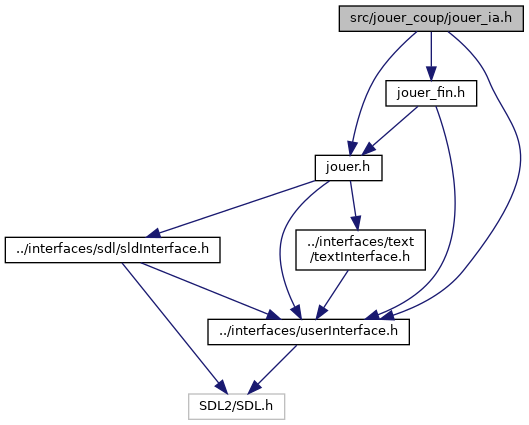 src/jouer_coup/jouer_ia.h
jouer_fin.h
jouer.h
../interfaces/sdl/sldInterface.h
../interfaces/text
/textInterface.h
../interfaces/userInterface.h
SDL2/SDL.h